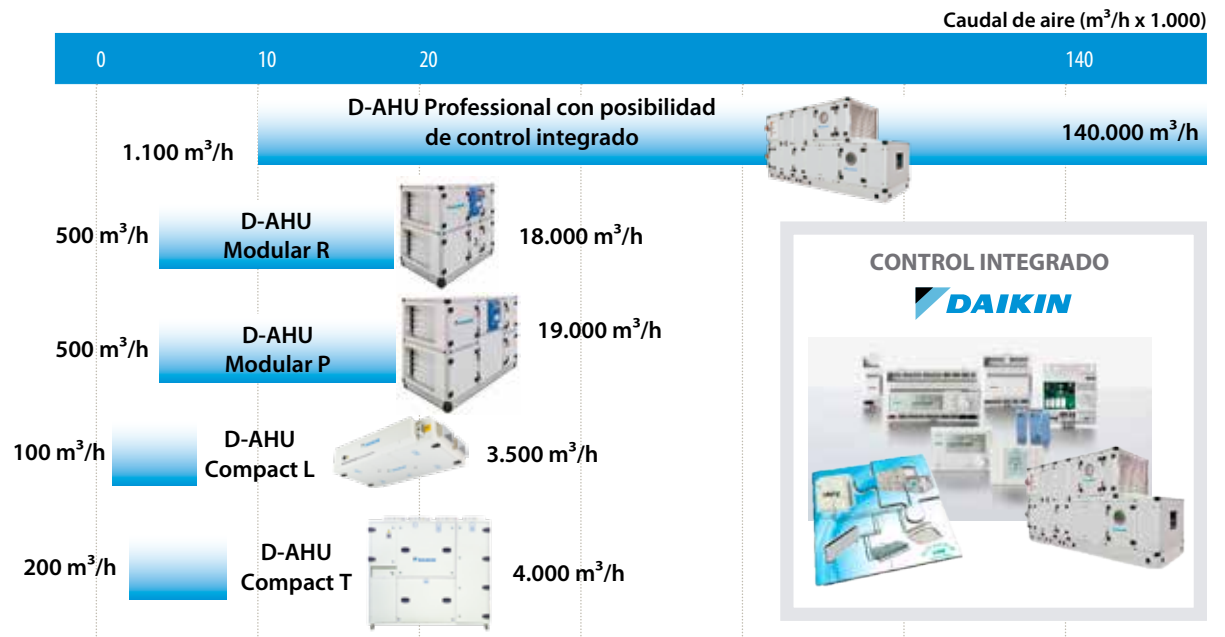 Caudal de aire (m³/h x 1.000)
0 10 20 140
D-AHU Professional con posibilidad
de control integrado
1.100 m³/h
140.000 m³/h
500 m³/h
D-AHU
Modular R
18.000 m³/h
500 m³/h
D-AHU
Modular P
19.000 m³/h
100 m³/h
D-AHU
Compact L
3.500 m³/h
200 m³/h
D-AHU
Compact T
4.000 m³/h
CONTROL INTEGRADO
DAIKIN